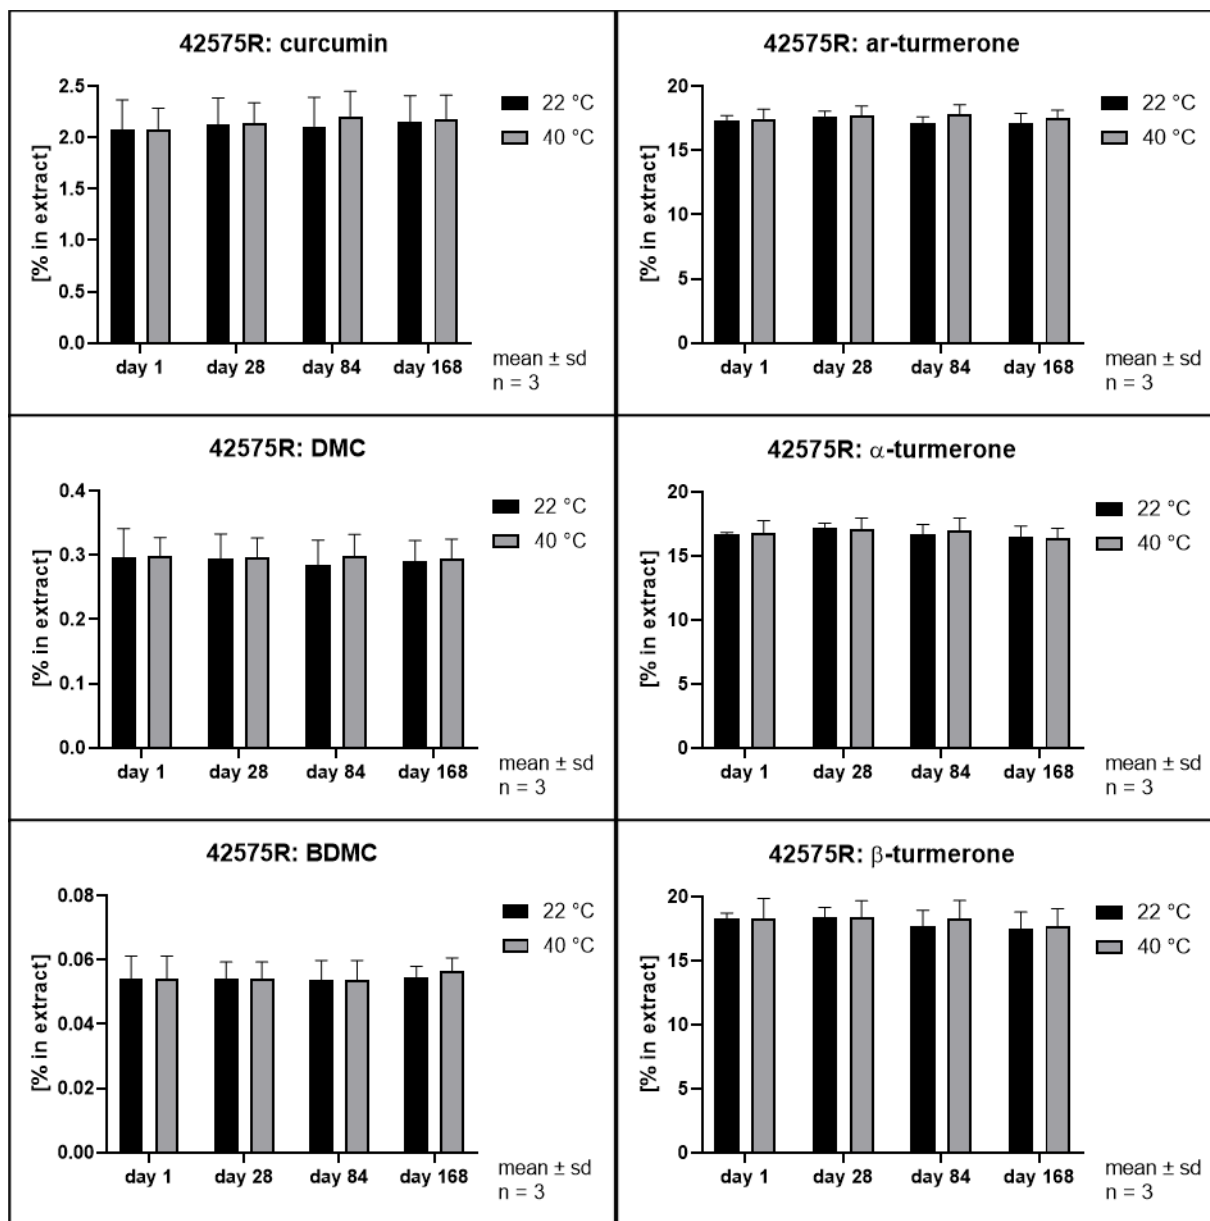 42575R: curcumin
[% in extract]
2.5
2.0
1.5
1.0
0.5
0.0
day 1 day 28 day 84 day 168
22 °C
40 °C
mean ± sd
n = 3
42575R: ar-turmerone
[% in extract]
20
15
10
5
0
day 1 day 28 day 84 day 168
22 °C
40 °C
mean ± sd
n = 3
42575R: DMC
[% in extract]
0.4
0.3
0.2
0.1
0.0
day 1 day 28 day 84 day 168
22 °C
40 °C
mean ± sd
n = 3
42575R: α-turmerone
[% in extract]
20
15
10
5
0
day 1 day 28 day 84 day 168
22 °C
40 °C
mean ± sd
n = 3
42575R: BDMC
[% in extract]
0.08
0.06
0.04
0.02
0.00
day 1 day 28 day 84 day 168
22 °C
40 °C
mean ± sd
n = 3
42575R: β-turmerone
[% in extract]
20
15
10
5
0
day 1 day 28 day 84 day 168
22 °C
40 °C
mean ± sd
n = 3